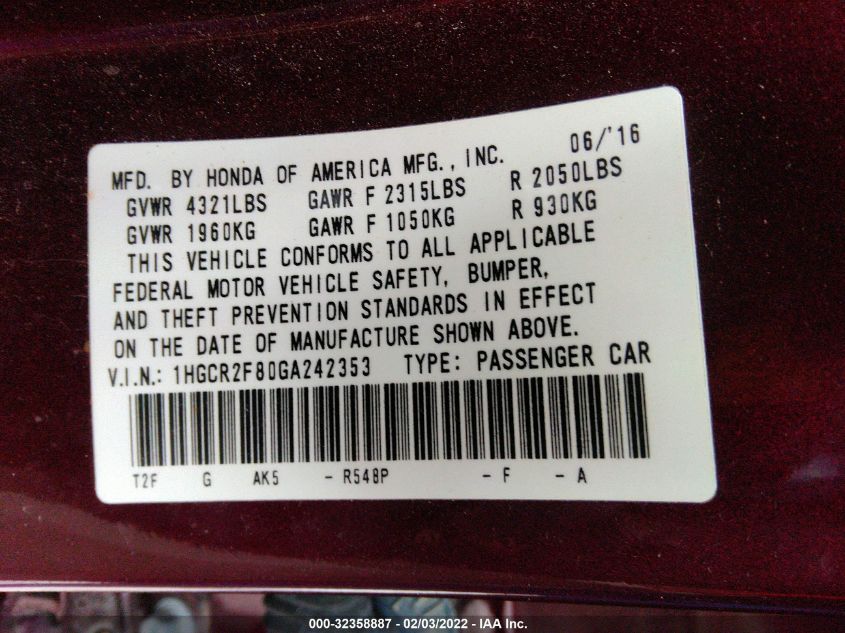 06/'16
MFD. BY HONDA OF AMERICA MFG., INC.
GVWR 4321LBS GAWR F 2315LBS R 2050LBS
GVWR 1960KG GAWR F 1050KG R 930KG
THIS VEHICLE CONFORMS TO ALL APPLICABLE
FEDERAL MOTOR VEHICLE SAFETY, BUMPER,
AND THEFT PREVENTION STANDARDS IN EFFECT
ON THE DATE OF MANUFACTURE SHOWN ABOVE.
V.I.N.: 1HGCR2F80GA242353 TYPE: PASSENGER CAR
T2F G AK5 - R548P - F - A
000-32358887 - 02/03/2022 - IAA Inc.